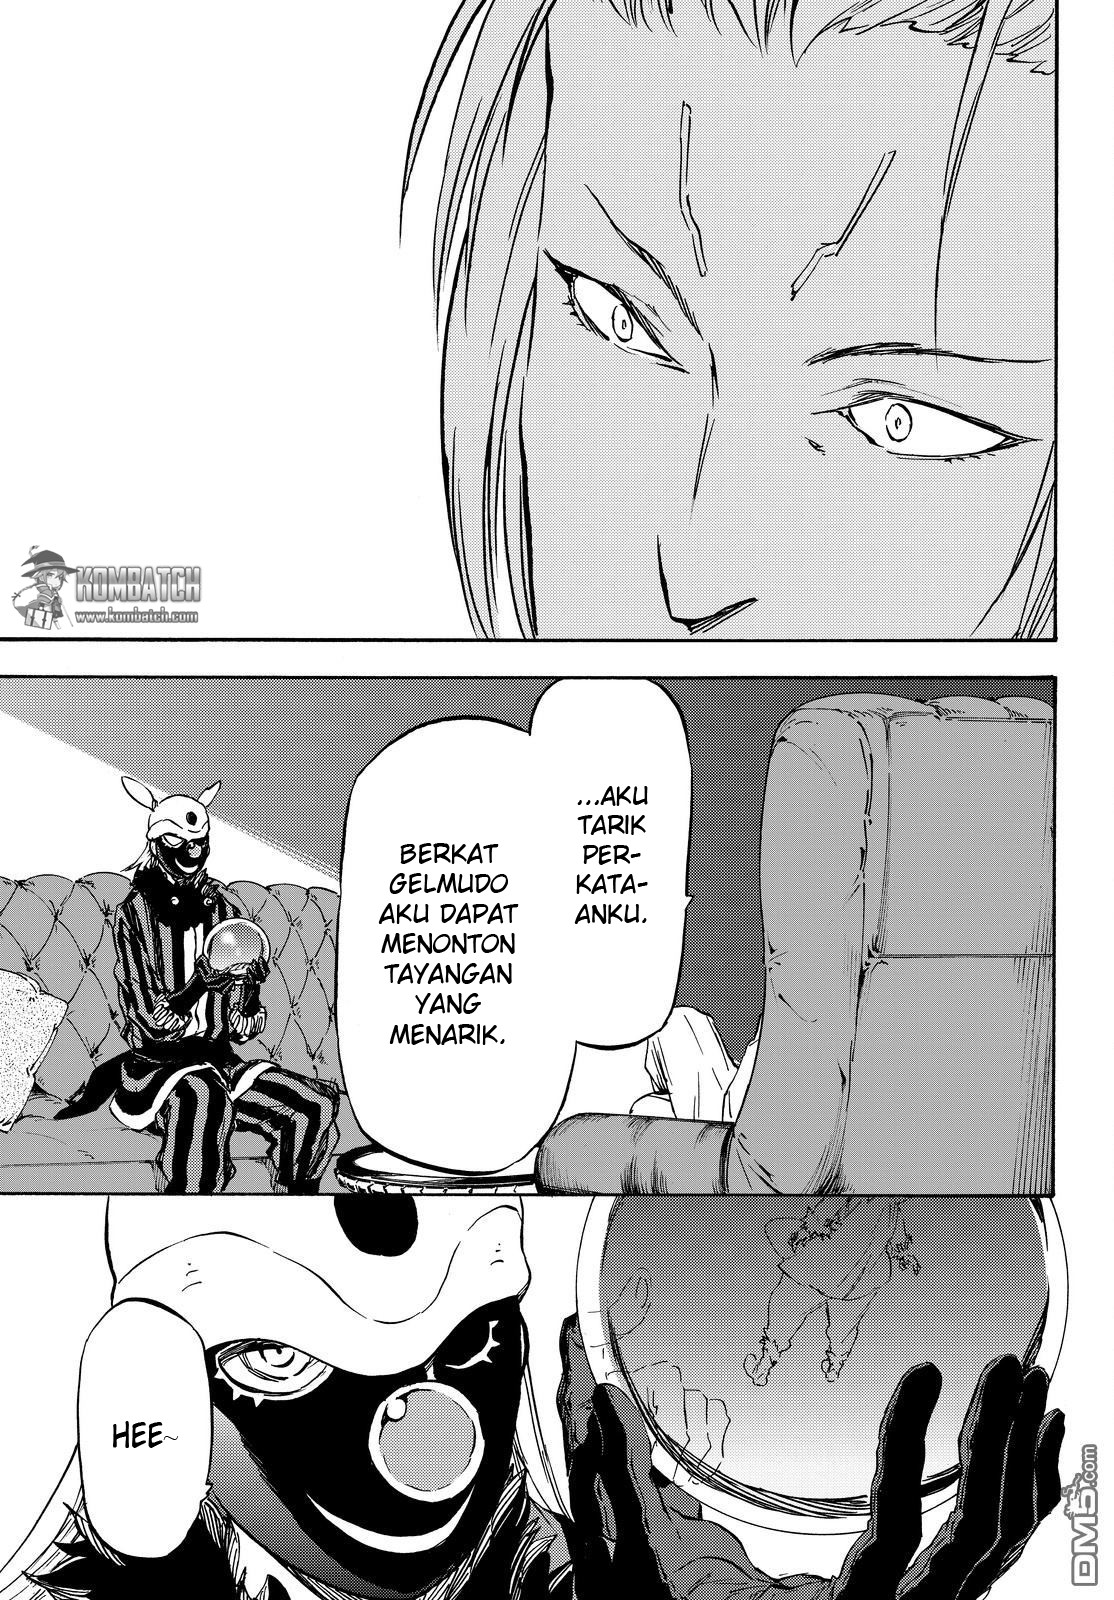 KOMBATCH
www.kombatch.com
...AKU
TARIK
PER-
KATA-
ANKU.
BERKAT
GELMUDO
AKU DAPAT
MENONTON
TAYANGAN
YANG
MENARIK.
HEE~
DM5.com